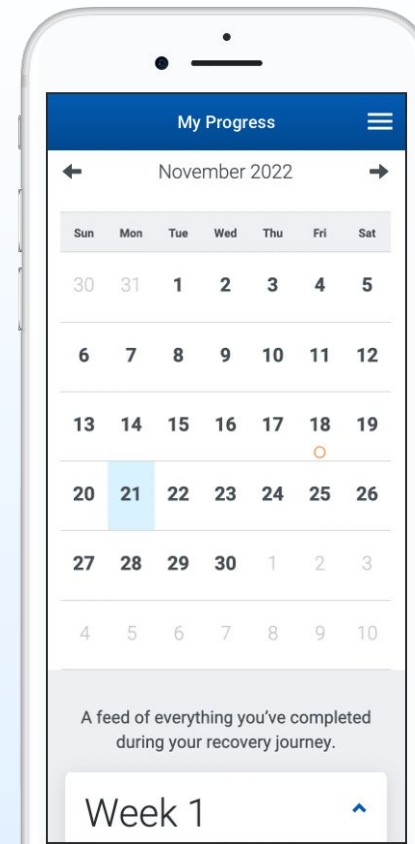 My Progress
November 2022
Sun Mon Tue Wed Thu Fri Sat
30 31 1 2 3 4 5
6 7 8 9 10 11 12
13 14 15 16 17 18 19
20 21 22 23 24 25 26
27 28 29 30 1 2 3
4 5 6 7 8 9 10
A feed of everything you’ve completed
during your recovery journey.
Week 1